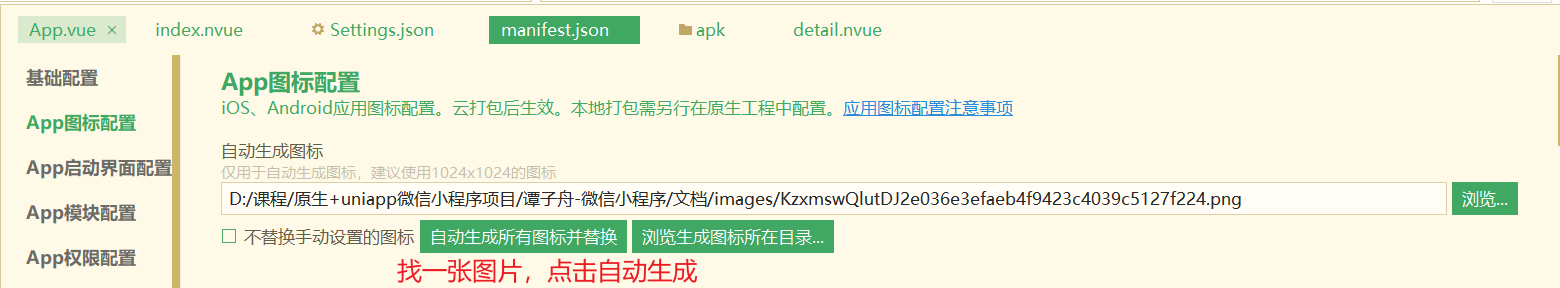 App.vue × index.nvue Settings.json manifest.json apk detail.nvue
基础配置
App图标配置
App启动界面配置
App模块配置
App权限配置
App图标配置
iOS、Android应用图标配置。云打包后生效。本地打包需另行在原生工程中配置。应用图标配置注意事项
自动生成图标
仅用于自动生成图标，建议使用1024x1024的图标
D:/课程/原生+uniapp微信小程序项目/谭子舟-微信小程序/文档/images/KzxmswQlutDJ2e036e3efaeb4f9423c4039c5127f224.png 浏览...
不替换手动设置的图标 自动生成所有图标并替换 浏览生成图标所在目录...
找一张图片，点击自动生成